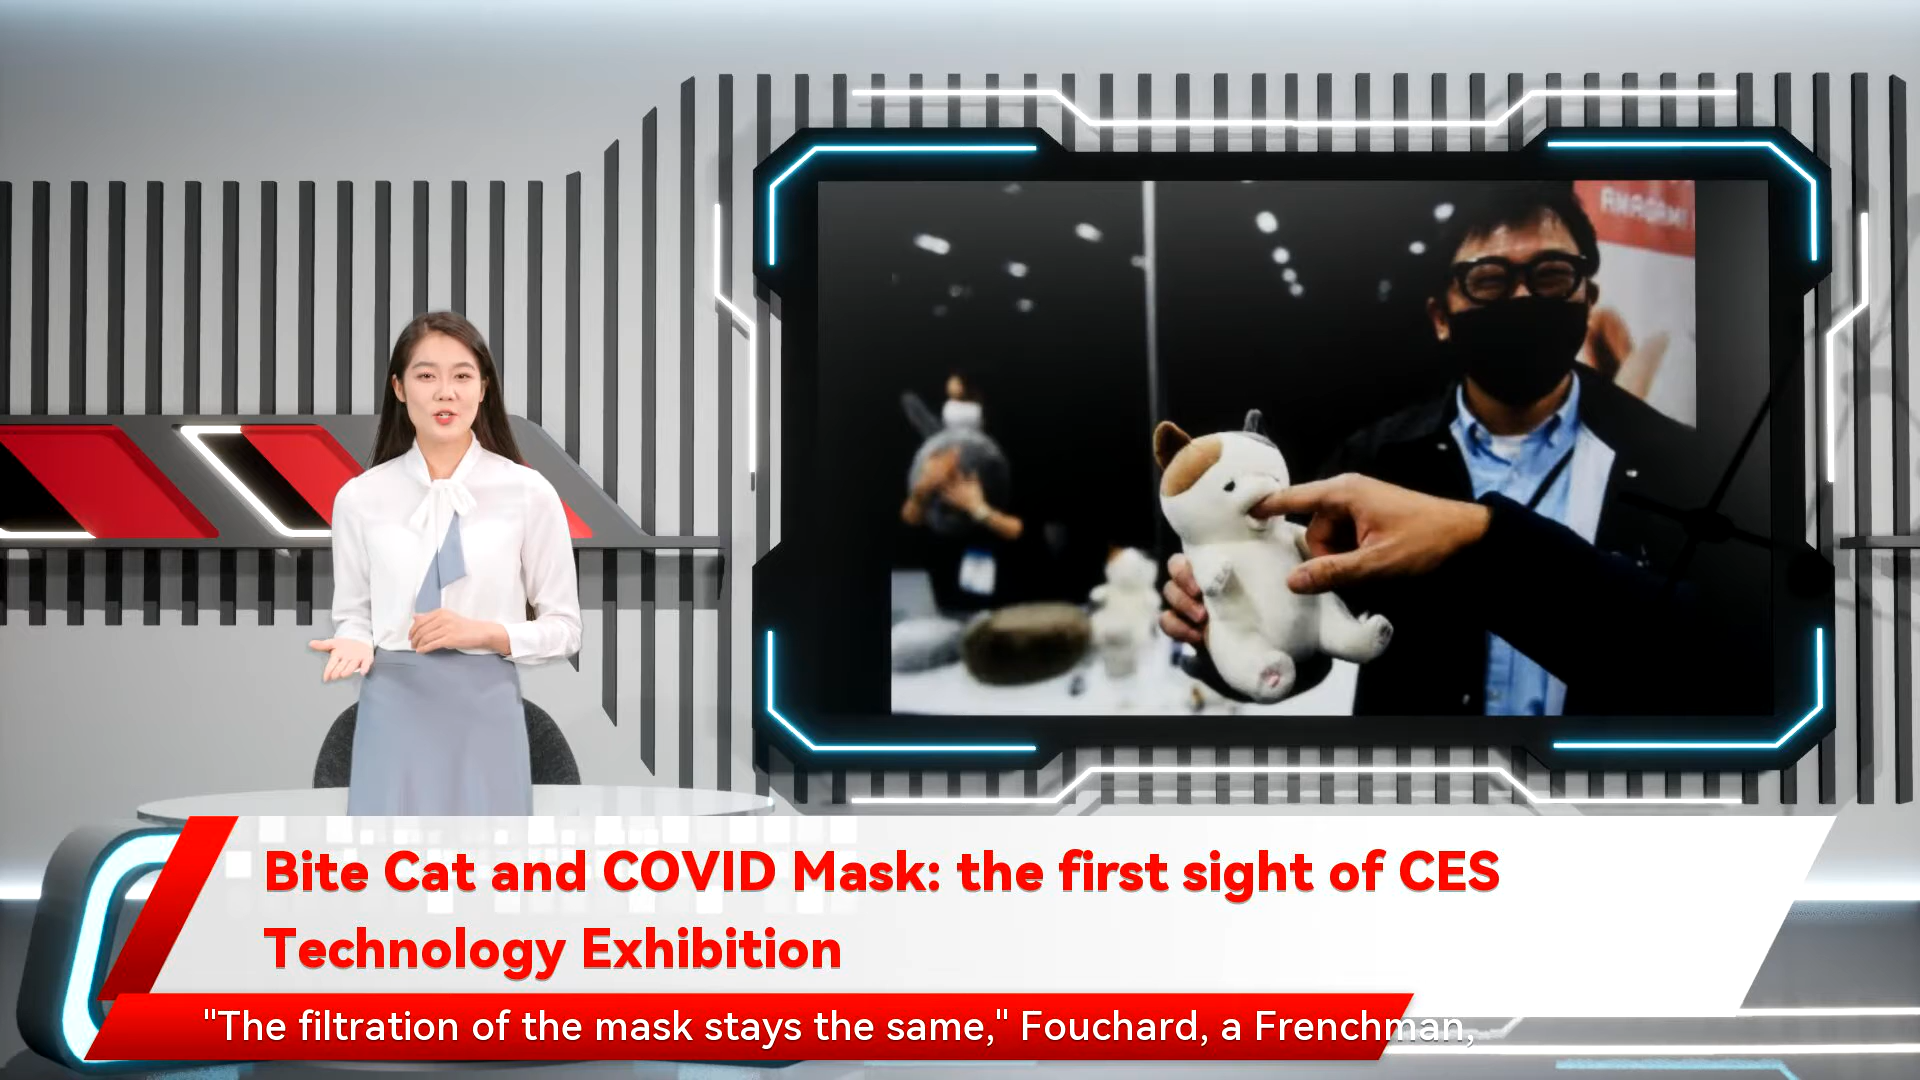 AMAGAMI
Bite Cat and COVID Mask: the first sight of CES
Technology Exhibition
"The filtration of the mask stays the same," Fouchard, a Frenchman,